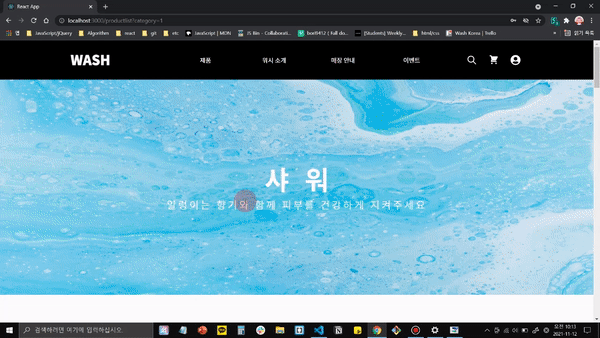 React App
localhost:3000/productlist?category=1
앱
JavaScript/jQuery
Algorithm
react
git
etc
JavaScript | MDN
JS Bin - Collaborati...
[Students] Weekly...
html/css
Wash Korea | Trello
읽기 목록
WASH
제품
워시 소개
매장 안내
이벤트
샤 워
일렁이는 향기와 함께 피부를 건강하게 지켜주세요
검색하려면 여기에 입력하십시오.
오전 10:13
2021-11-12